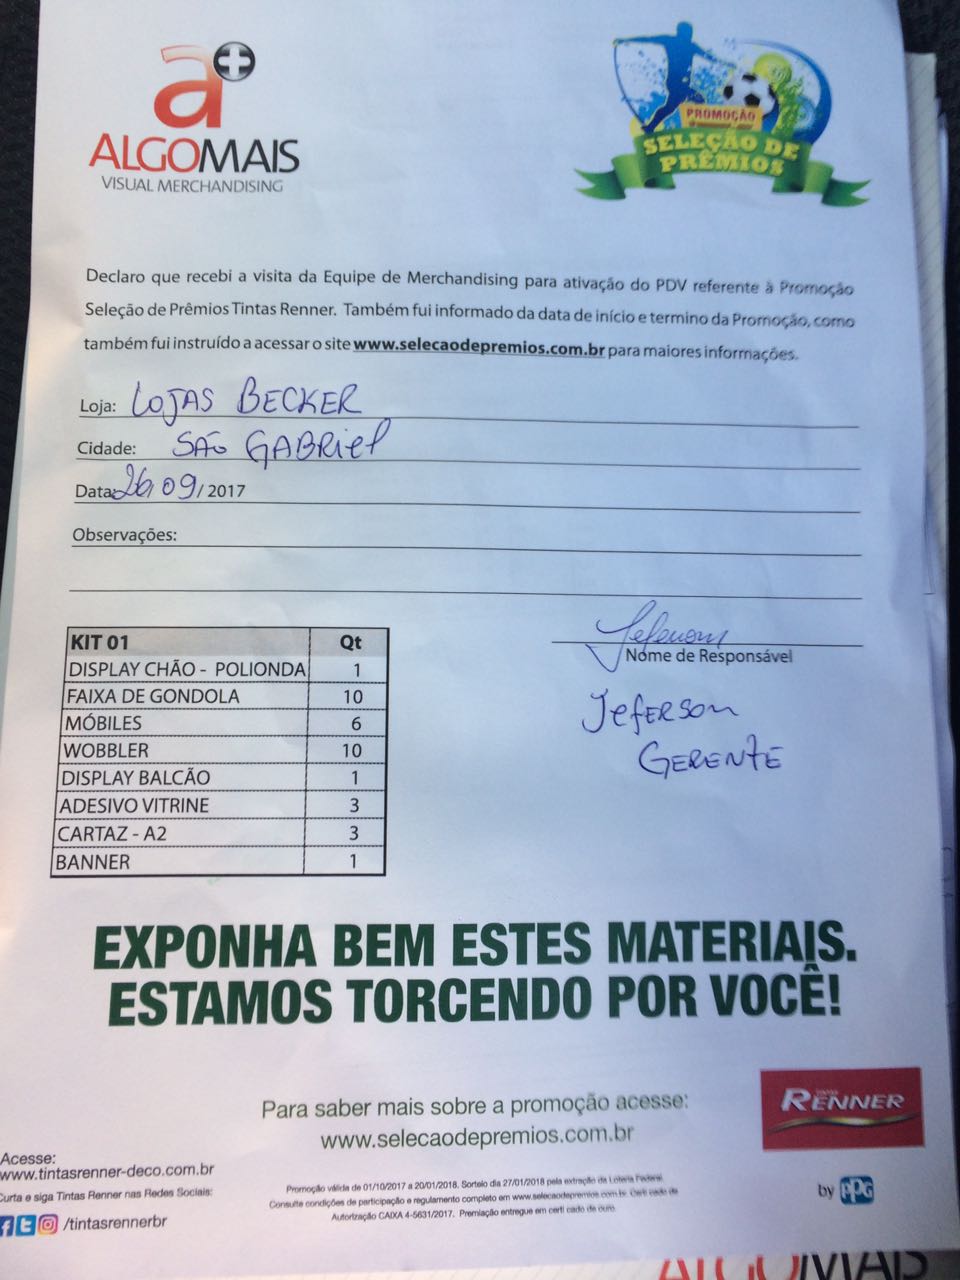 a+
ALGOMAIS
VISUAL MERCHANDISING
PROMOÇÃO
SELEÇÃO DE
PRÊMIOS
Declaro que recebi a visita da Equipe de Merchandising para ativação do PDV referente à Promoção
Seleção de Prêmios Tintas Renner. Também fui informado da data de início e termino da Promoção, como
também fui instruído a acessar o site www.selecaodepremios.com.br para maiores informações.
Loja: LOJAS BECKER
Cidade: SÃO GABRIEL
Data: 26/09/2017
Observações:
Nome de Responsável
JEFERSON
GERENTE
KIT 01 Qt
DISPLAY CHÃO - POLIONDA 1
FAIXA DE GONDOLA 10
MÓBILES 6
WOBBLER 10
DISPLAY BALCÃO 1
ADESIVO VITRINE 3
CARTAZ - A2 3
BANNER 1
EXPONHA BEM ESTES MATERIAIS.
ESTAMOS TORCENDO POR VOCÊ!
Para saber mais sobre a promoção acesse:
www.selecaodepremios.com.br
TINTAS
RENNER
by PPG
Acesse:
www.tintasrenner-deco.com.br
Curta e siga Tintas Renner nas Redes Sociais:
/tintasrennerbr
Promoção válida de 01/10/2017 a 20/01/2018. Sorteio dia 27/01/2018 pela extração da Loteria Federal.
Consulte condições de participação e regulamento completo em www.selecaodepremios.com.br. Certi cado de
Autorização CAIXA 4-5631/2017. Premiação entregue em certi cado de ouro.
ALGOMAIS